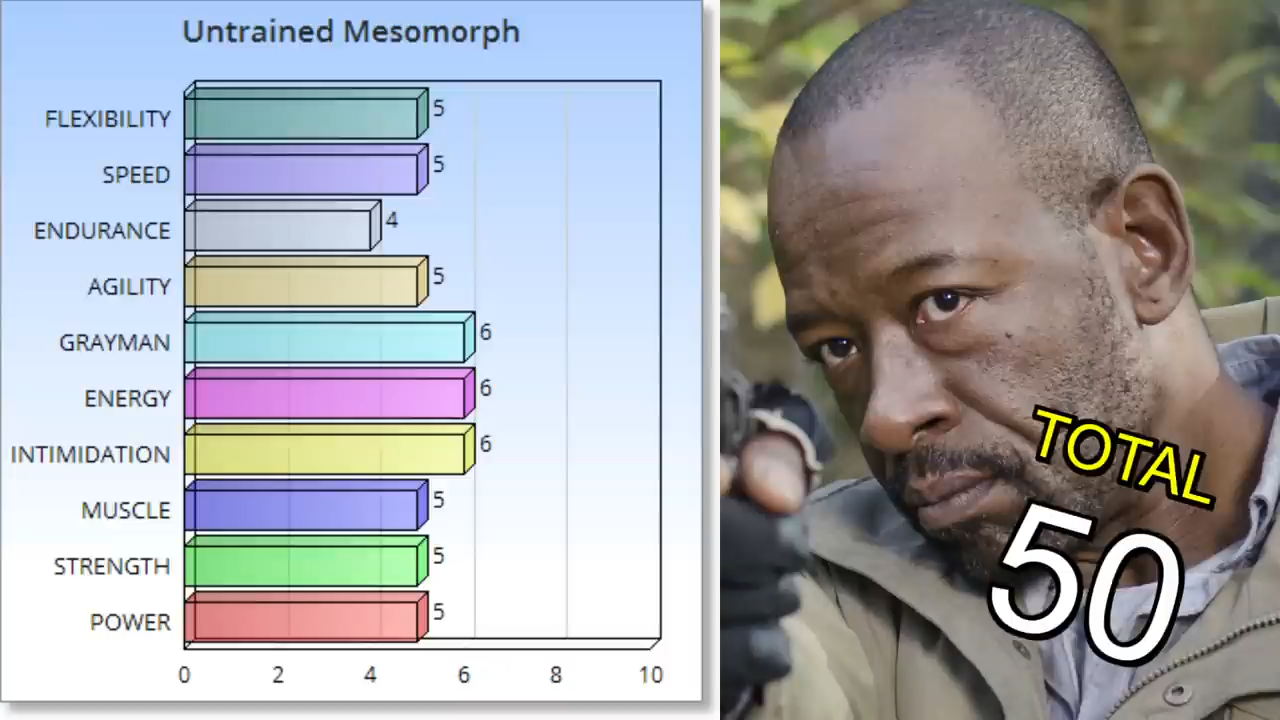 Untrained Mesomorph
FLEXIBILITY 5
SPEED 5
ENDURANCE 4
AGILITY 5
GRAYMAN 6
ENERGY 6
INTIMIDATION 6
MUSCLE 5
STRENGTH 5
POWER 5
0 2 4 6 8 10
TOTAL
50